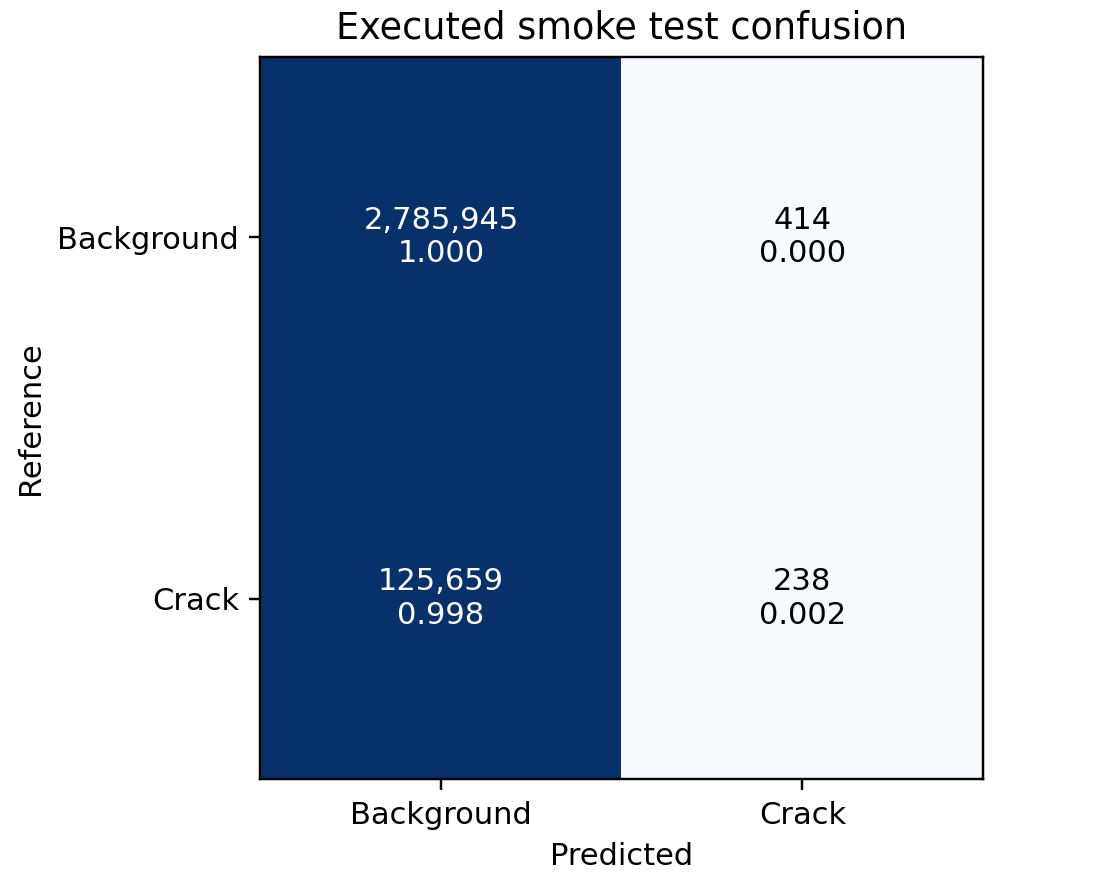 Executed smoke test confusion
Background
2,785,945
1.000
414
0.000
Reference
Crack
125,659
0.998
238
0.002
Background
Crack
Predicted